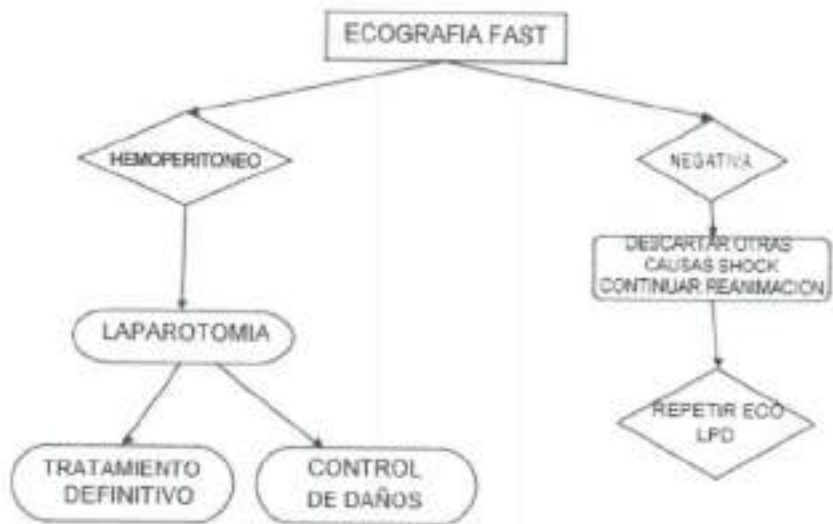 ECOGRAFIA FAST
HEMOPERITONEO
NEGATIVA
DESCARTAR OTRAS
CAUSAS SHOCK
CONTINUAR REANIMACION
LAPAROTOMIA
REPETIR ECO
LPD
TRATAMIENTO
DEFINITIVO
CONTROL
DE DAÑOS